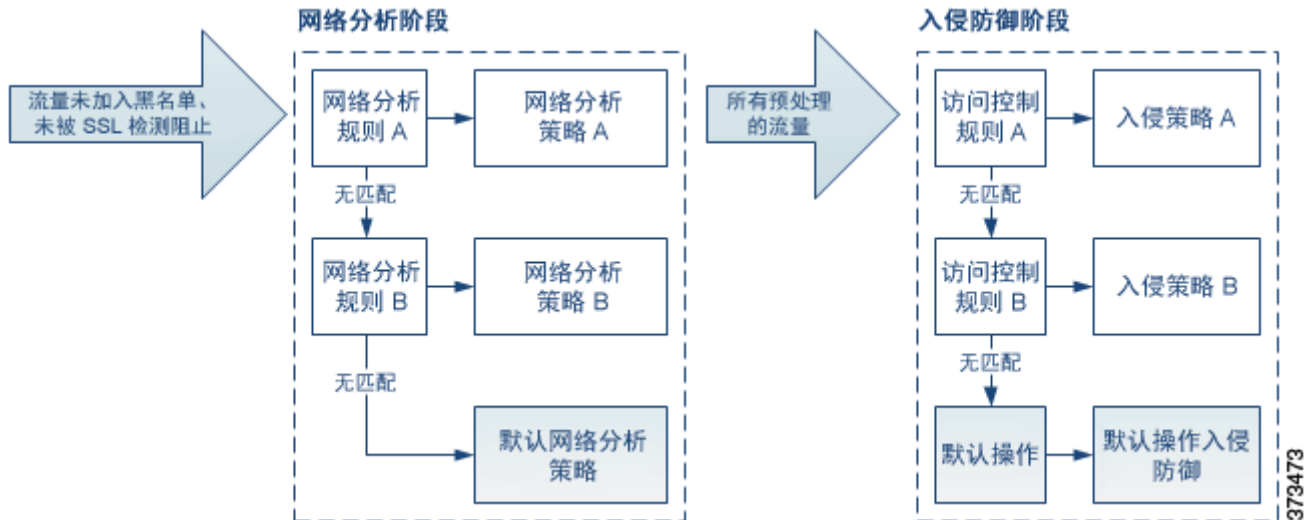 网络分析阶段
入侵防御阶段
流量未加入黑名单、
未被 SSL 检测阻止
网络分析
规则 A
网络分析
策略 A
所有预处理
的流量
访问控制
规则 A
入侵策略 A
无匹配
无匹配
网络分析
规则 B
网络分析
策略 B
访问控制
规则 B
入侵策略 B
无匹配
无匹配
默认网络分析
策略
默认操作
默认操作入侵
防御
373473